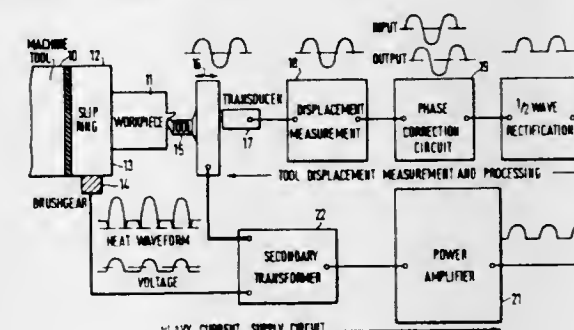 INPUT
MACHINE
TOOL
10
12
11
16
18
OUTPUT
19
TRANSDUCER
SLIP
RING
WORKPIECE
TOOL
15
17
DISPLACEMENT
MEASUREMENT
PHASE
CORRECTION
CIRCUIT
1/2 WAVE
RECTIFICATION
13
14
BRUSHGEAR
TOOL DISPLACEMENT MEASUREMENT AND PROCESSING
HEAT WAVEFORM
VOLTAGE
22
SECONDARY
TRANSFORMER
POWER
AMPLIFIER
21
HEAVY CURRENT SUPPLY CIRCUIT